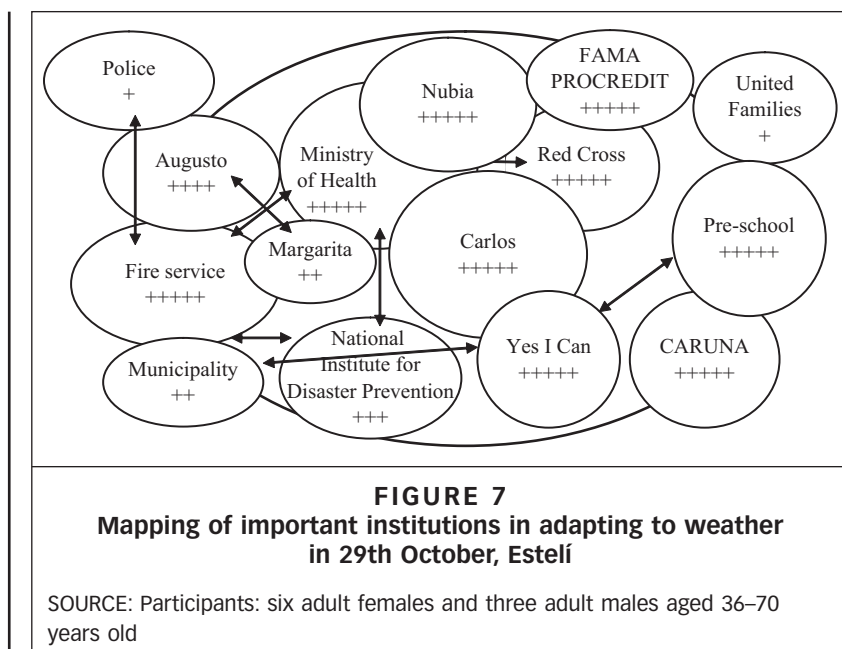 Police
+
Augusto
++++
Ministry
of Health
+++++
Nubia
+++++
FAMA
PROCREDIT
+++++
United
Families
+
Red Cross
+++++
Pre-school
+++++
Fire service
+++++
Margarita
++
Carlos
+++++
Municipality
++
National
Institute for
Disaster Prevention
+++
Yes I Can
+++++
CARUNA
+++++
FIGURE 7
Mapping of important institutions in adapting to weather
in 29th October, Estelí
SOURCE: Participants: six adult females and three adult males aged 36–70
years old